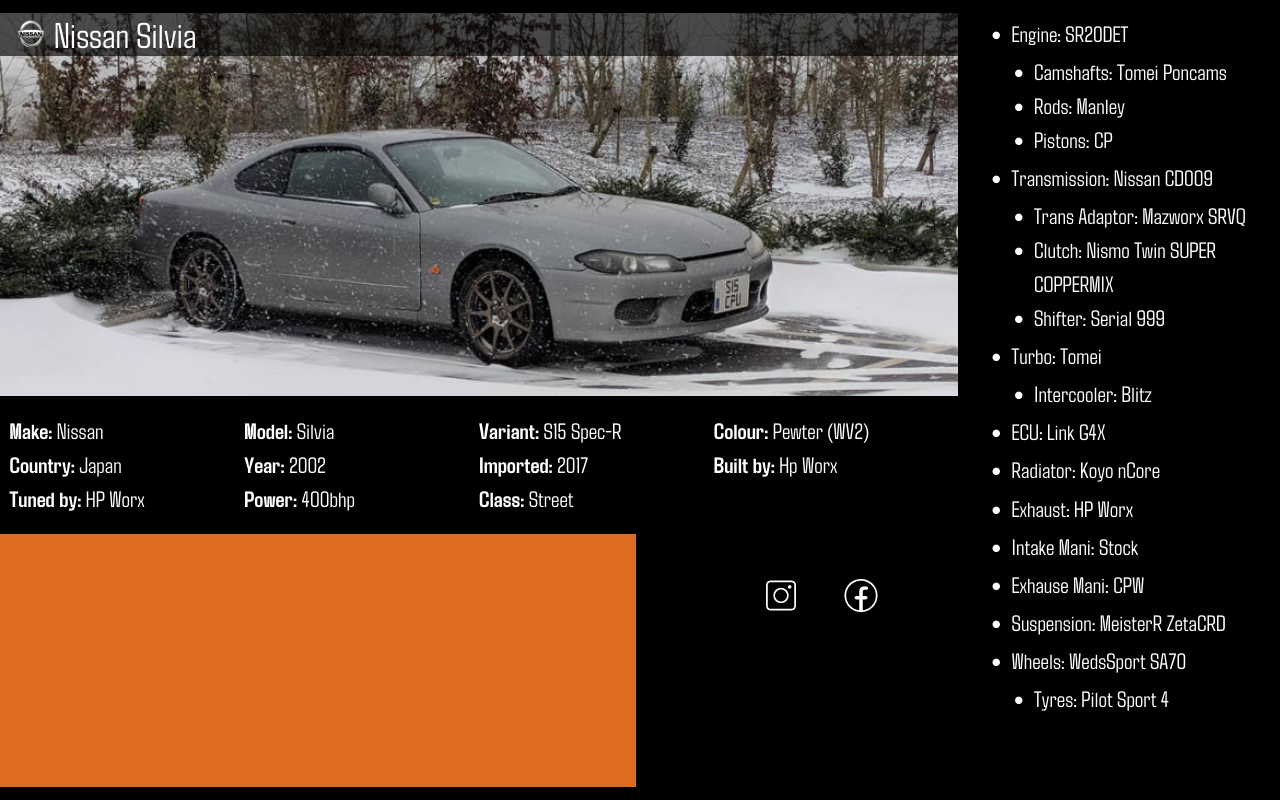 NISSAN
Nissan Silvia
S15
CPU
Make: Nissan
Model: Silvia
Variant: S15 Spec-R
Colour: Pewter (WV2)
Country: Japan
Year: 2002
Imported: 2017
Built by: Hp Worx
Tuned by: HP Worx
Power: 400bhp
Class: Street
Engine: SR20DET
Camshafts: Tomei Poncams
Rods: Manley
Pistons: CP
Transmission: Nissan CD009
Trans Adaptor: Mazworx SRVQ
Clutch: Nismo Twin SUPER
COPPERMIX
Shifter: Serial 999
Turbo: Tomei
Intercooler: Blitz
ECU: Link G4X
Radiator: Koyo nCore
Exhaust: HP Worx
Intake Mani: Stock
Exhause Mani: CPW
Suspension: MeisterR ZetaCRD
Wheels: WedsSport SA70
Tyres: Pilot Sport 4